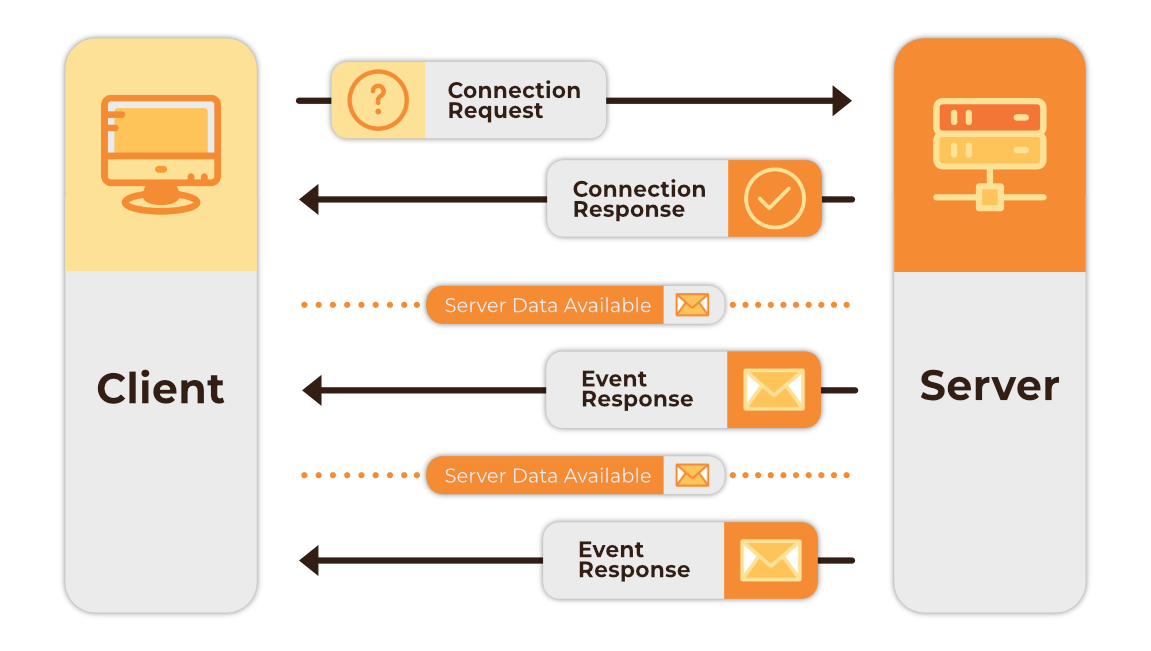 Connection
Request
Connection
Response
Server Data Available
Event
Response
Client
Server
Server Data Available
Event
Response